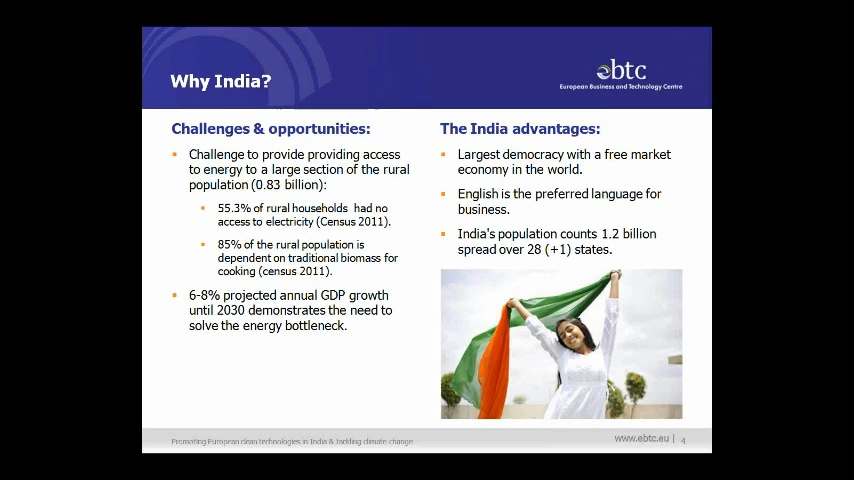 Why India?
ebtc
European Business and Technology Centre
Challenges & opportunities:
Challenge to provide providing access
to energy to a large section of the rural
population (0.83 billion):
55.3% of rural households had no
access to electricity (Census 2011).
85% of the rural population is
dependent on traditional biomass for
cooking (census 2011).
6-8% projected annual GDP growth
until 2030 demonstrates the need to
solve the energy bottleneck.
The India advantages:
Largest democracy with a free market
economy in the world.
English is the preferred language for
business.
India's population counts 1.2 billion
spread over 28 (+1) states.
Promoting European clean technologies in India & Tackling climate change
www.ebtc.eu | 4